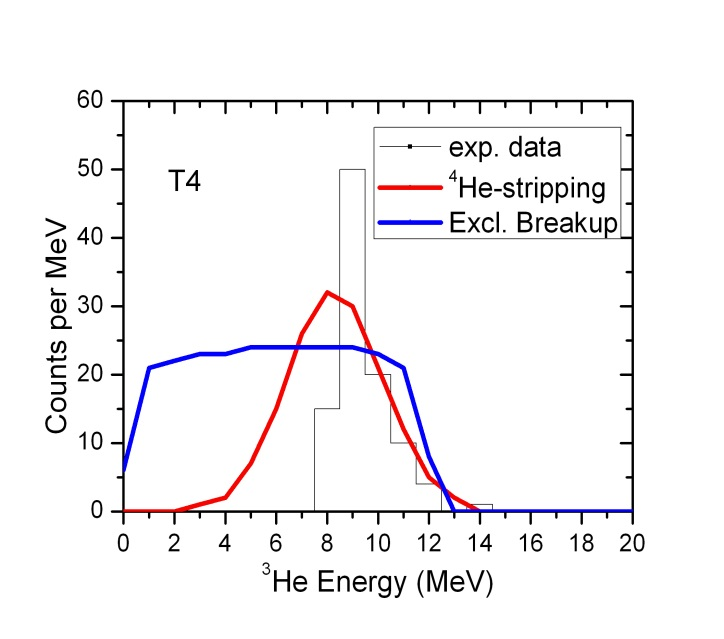 60
50
40
30
20
10
0
Counts per MeV
T4
exp. data
⁴He-stripping
Excl. Breakup
0 2 4 6 8 10 12 14 16 18 20
³He Energy (MeV)